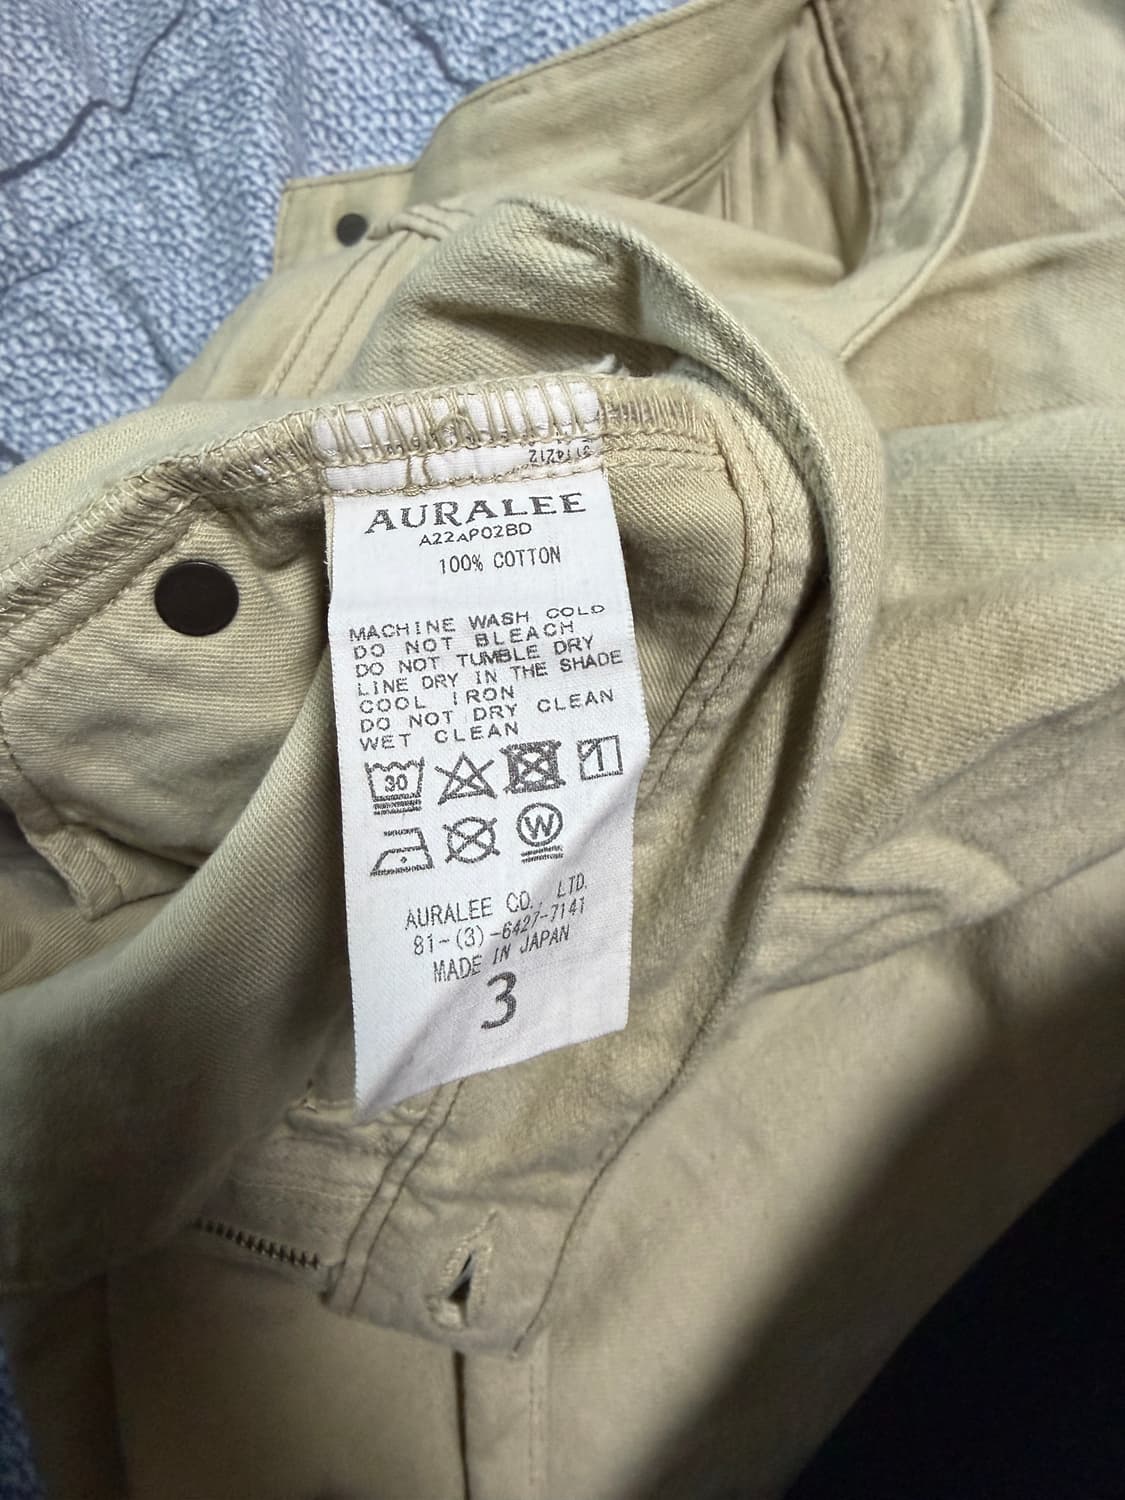 AURALEE
A22AP02BD
100% COTTON
MACHINE WASH COLD
DO NOT BLEACH
DO NOT TUMBLE DRY
LINE DRY IN THE SHADE
COOL IRON
DO NOT DRY CLEAN
WET CLEAN
30
W
AURALEE CO., LTD.
81-(3)-6427-7141
MADE IN JAPAN
3